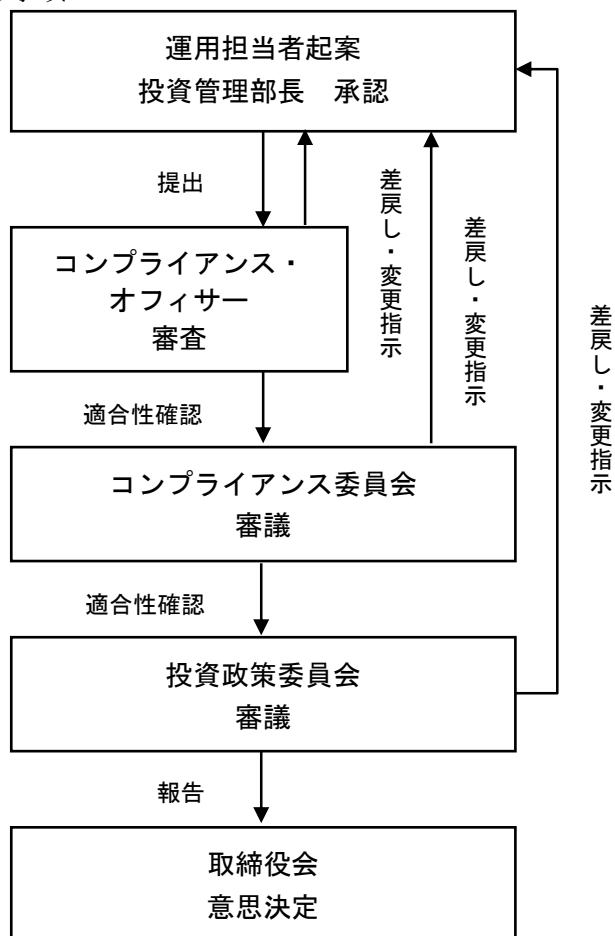 運用担当者起案
投資管理部長　承認
提出
差戻し・変更指示
差戻し・変更指示
差戻し・変更指示
コンプライアンス・
オフィサー
審査
適合性確認
コンプライアンス委員会
審議
適合性確認
投資政策委員会
審議
報告
取締役会
意思決定